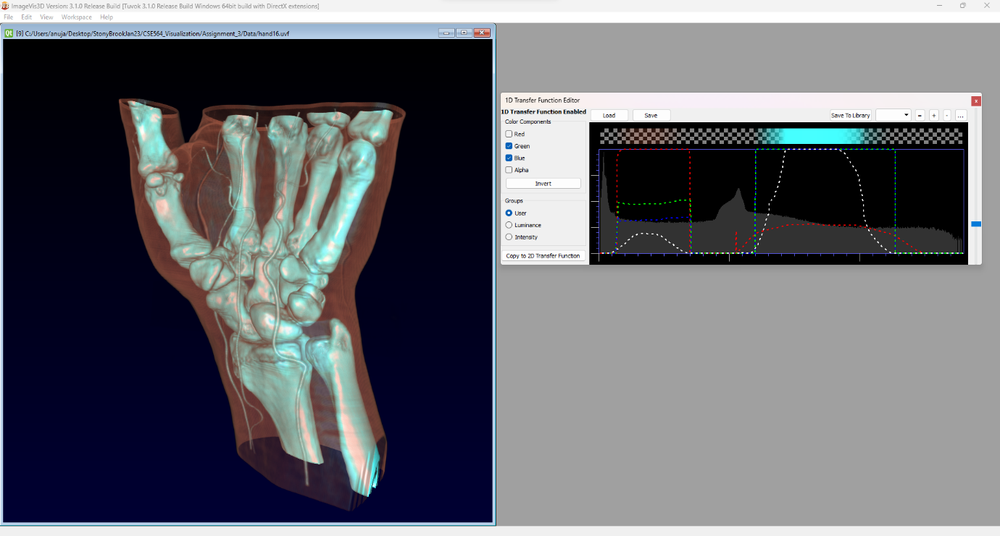 ImageVis3D Version: 3.1.0 Release Build [Tuvok 3.1.0 Release Build Windows 64bit build with DirectX extensions]
File Edit View Workspace Help
Qt [9] C:/Users/anuja/Desktop/StonyBrookJan23/CSE564_Visualization/Assignment_3/Data/hand16.uvf
1D Transfer Function Editor
x
1D Transfer Function Enabled
Load Save Save To Library = + - ...
Color Components
Red
Green
Blue
Alpha
Invert
Groups
User
Luminance
Intensity
Copy to 2D Transfer Function